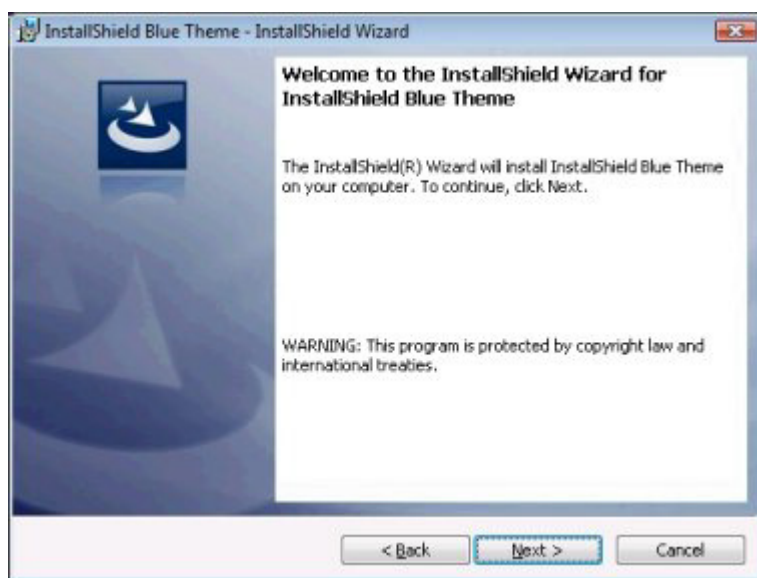 InstallShield Blue Theme - InstallShield Wizard
Welcome to the InstallShield Wizard for
InstallShield Blue Theme
The InstallShield(R) Wizard will install InstallShield Blue Theme
on your computer. To continue, click Next.
WARNING: This program is protected by copyright law and
international treaties.
< Back
Next >
Cancel